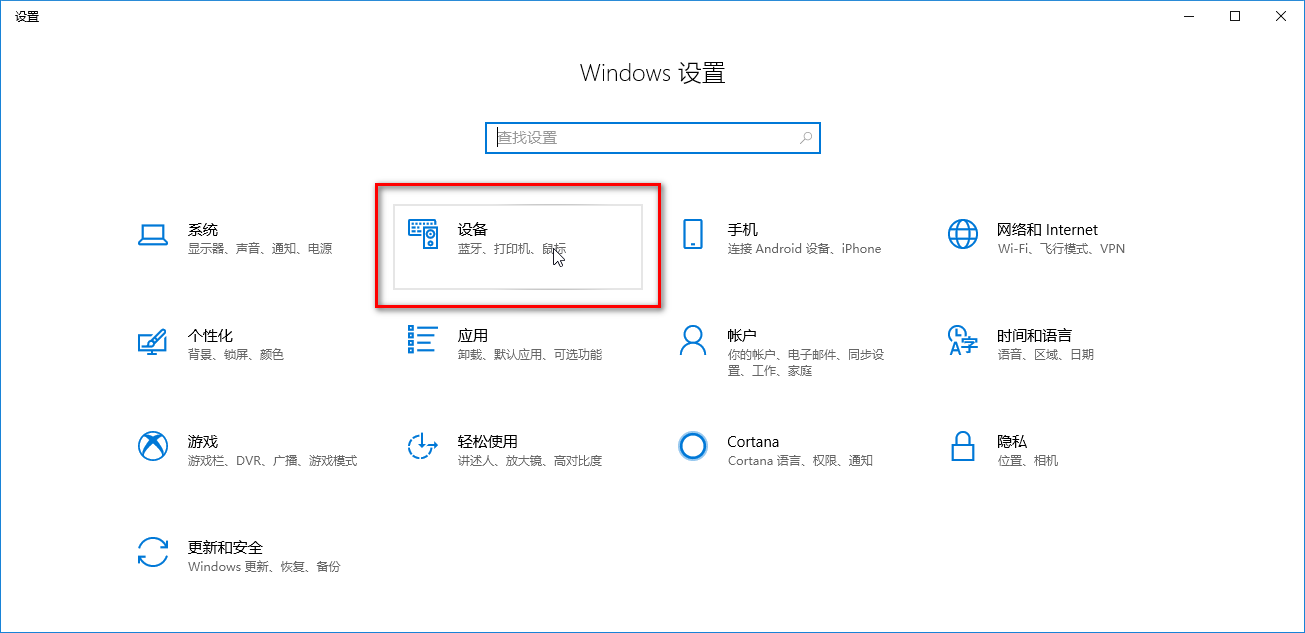 设置
Windows 设置
查找设置
系统
显示器、声音、通知、电源
设备
蓝牙、打印机、鼠标
手机
连接 Android 设备、iPhone
网络和 Internet
Wi-Fi、飞行模式、VPN
个性化
背景、锁屏、颜色
应用
卸载、默认应用、可选功能
帐户
你的帐户、电子邮件、同步设
置、工作、家庭
时间和语言
语音、区域、日期
游戏
游戏栏、DVR、广播、游戏模式
轻松使用
讲述人、放大镜、高对比度
Cortana
Cortana 语言、权限、通知
隐私
位置、相机
更新和安全
Windows 更新、恢复、备份